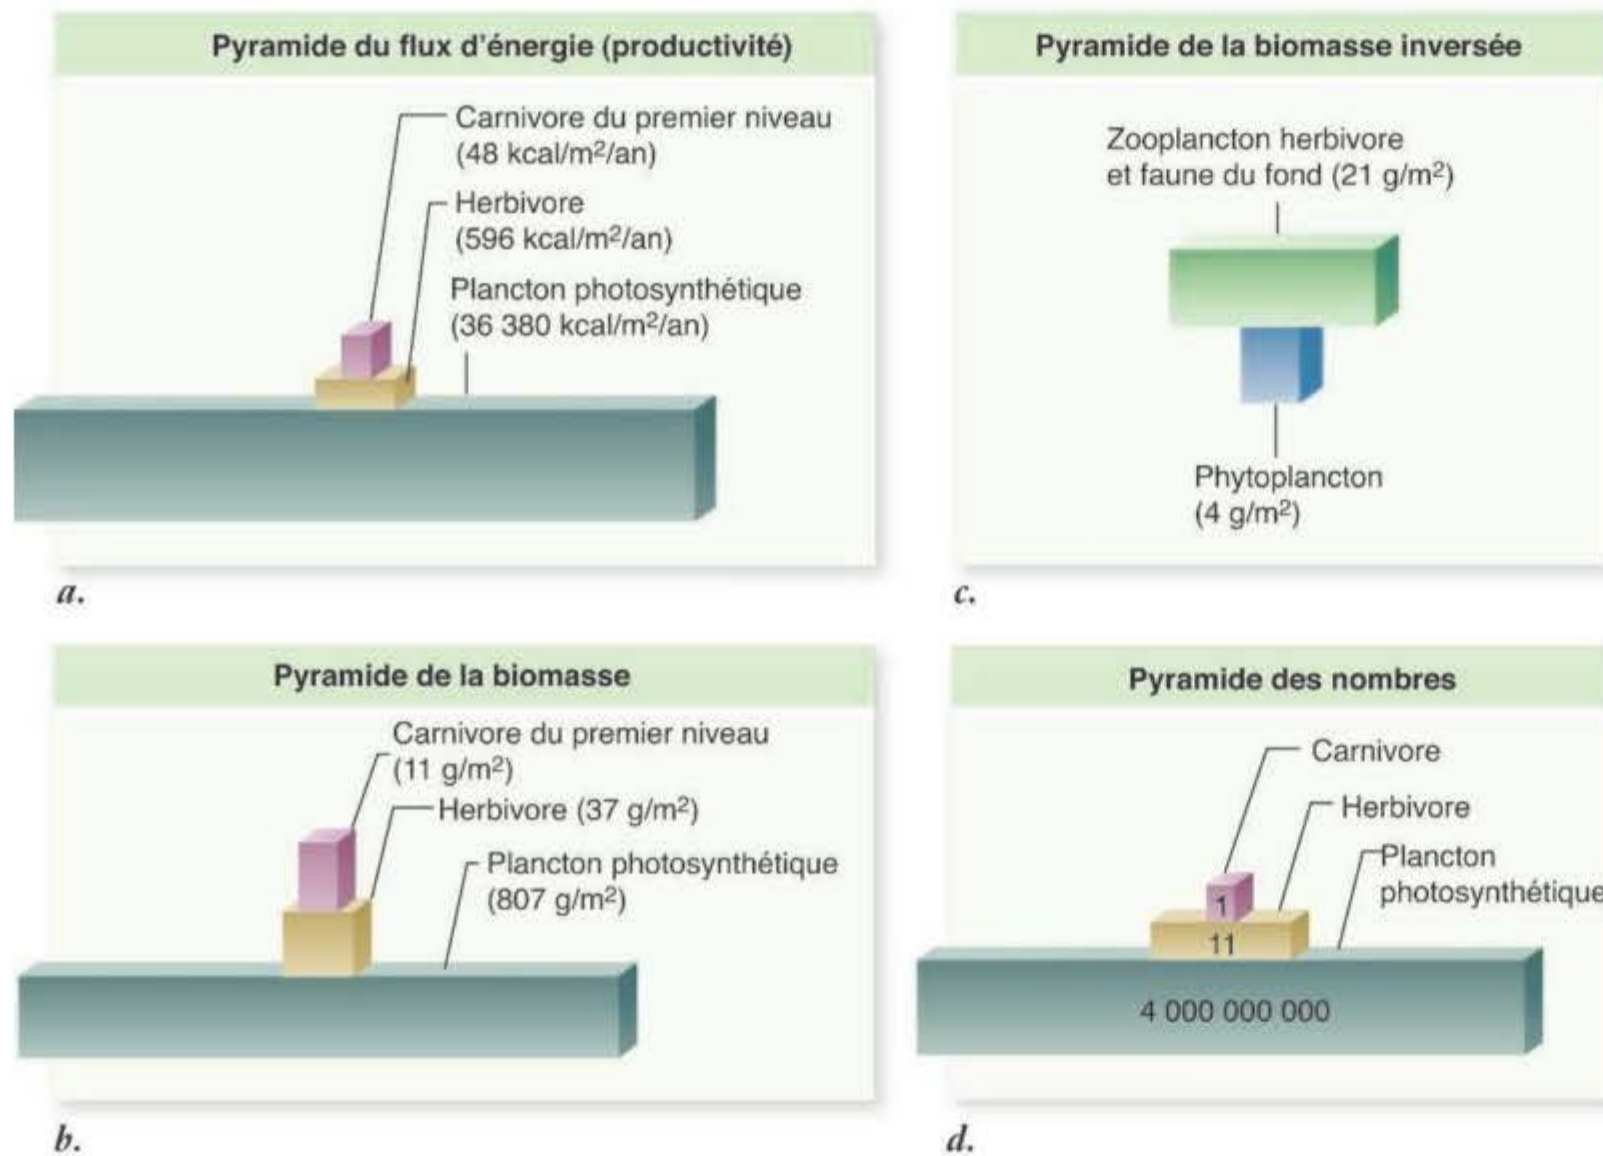 Pyramide du flux d'énergie (productivité)
Carnivore du premier niveau
(48 kcal/m²/an)
Herbivore
(596 kcal/m²/an)
Plancton photosynthétique
(36 380 kcal/m²/an)
a.
Pyramide de la biomasse
Carnivore du premier niveau
(11 g/m²)
Herbivore (37 g/m²)
Plancton photosynthétique
(807 g/m²)
b.
Pyramide de la biomasse inversée
Zooplancton herbivore
et faune du fond (21 g/m²)
Phytoplancton
(4 g/m²)
c.
Pyramide des nombres
Carnivore
Herbivore
Plancton
photosynthétique
1
11
4 000 000 000
d.